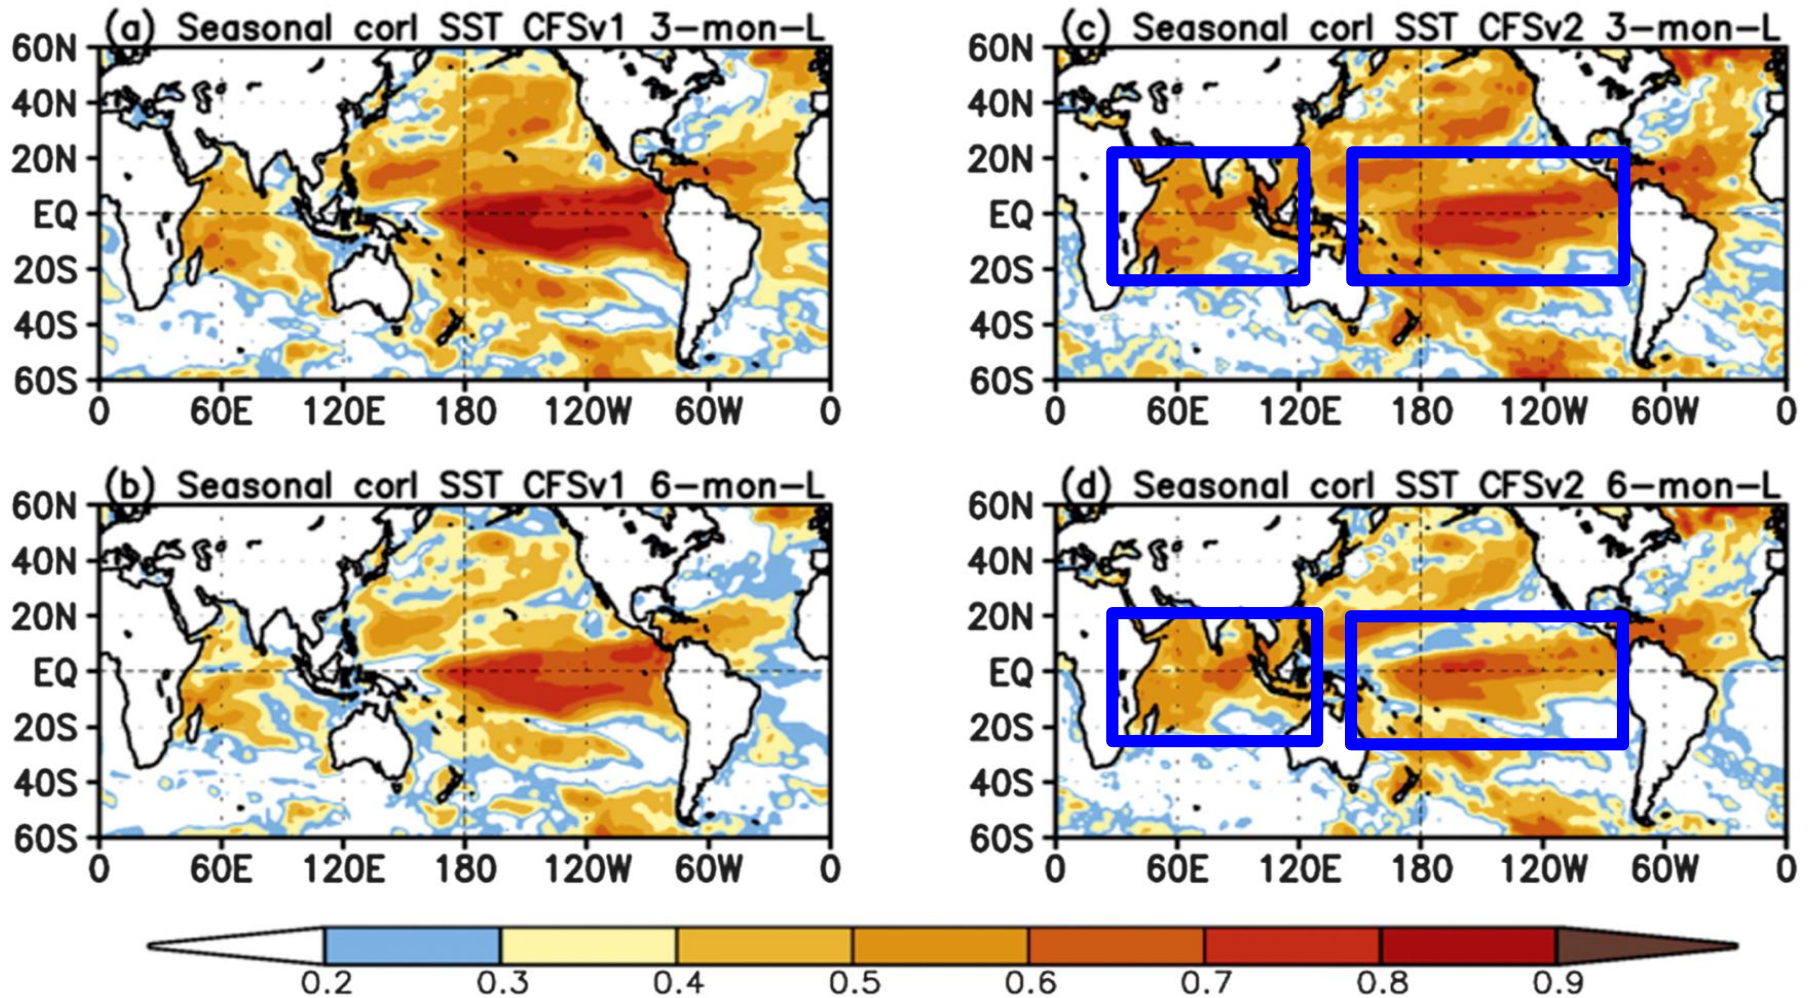 (a) Seasonal corl SST CFSv1 3-mon-L
60N
40N
20N
EQ
20S
40S
60S
0 60E 120E 180 120W 60W 0
(c) Seasonal corl SST CFSv2 3-mon-L
60N
40N
20N
EQ
20S
40S
60S
0 60E 120E 180 120W 60W 0
(b) Seasonal corl SST CFSv1 6-mon-L
60N
40N
20N
EQ
20S
40S
60S
0 60E 120E 180 120W 60W 0
(d) Seasonal corl SST CFSv2 6-mon-L
60N
40N
20N
EQ
20S
40S
60S
0 60E 120E 180 120W 60W 0
0.2 0.3 0.4 0.5 0.6 0.7 0.8 0.9